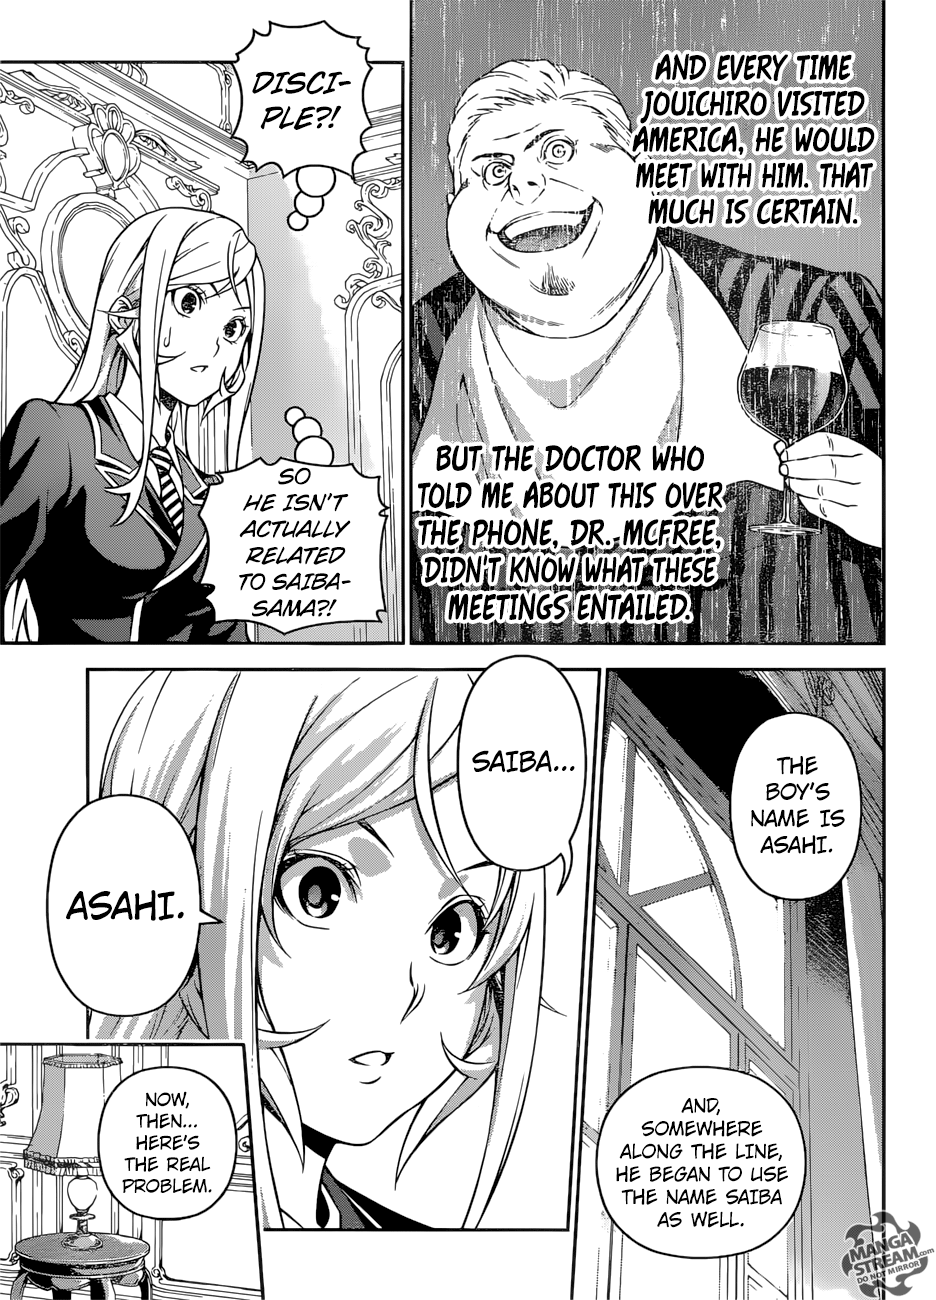 AND EVERY TIME
JOUICHIRO VISITED
AMERICA, HE WOULD
MEET WITH HIM. THAT
MUCH IS CERTAIN.
BUT THE DOCTOR WHO
TOLD ME ABOUT THIS OVER
THE PHONE, DR. MCFREE,
DIDN'T KNOW WHAT THESE
MEETINGS ENTAILED.
DISCI-
PLE?!
SO
HE ISN'T
ACTUALLY
RELATED
TO SAIBA-
SAMA?!
THE
BOY'S
NAME IS
ASAHI.
AND,
SOMEWHERE
ALONG THE LINE,
HE BEGAN TO USE
THE NAME SAIBA
AS WELL.
SAIBA...
ASAHI.
NOW,
THEN...
HERE'S
THE REAL
PROBLEM.
MANGA
STREAM.com
DO NOT MIRROR!